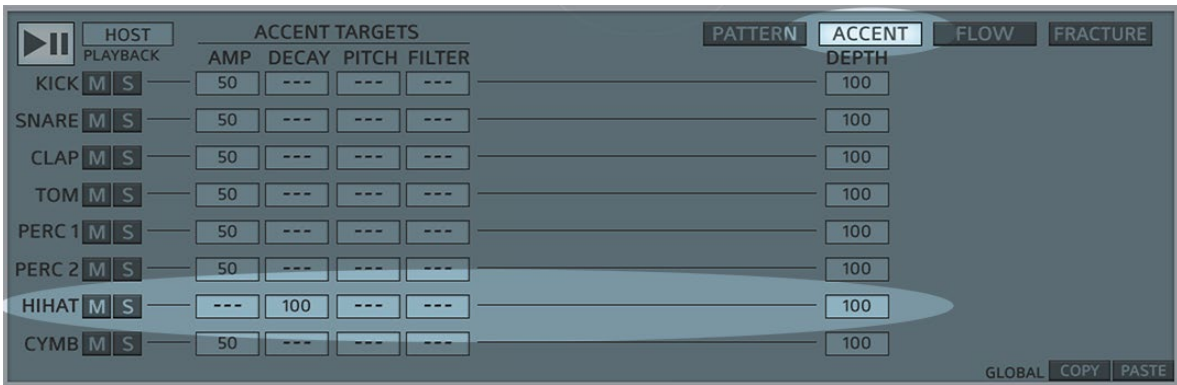 HOST ACCENT TARGETS PATTERN ACCENT FLOW FRACTURE
PLAYBACK AMP DECAY PITCH FILTER DEPTH
KICK M S 50 --- --- --- 100
SNARE M S 50 --- --- --- 100
CLAP M S 50 --- --- --- 100
TOM M S 50 --- --- --- 100
PERC 1 M S 50 --- --- --- 100
PERC 2 M S 50 --- --- --- 100
HIHAT M S --- 100 --- --- 100
CYMB M S 50 --- --- --- 100
GLOBAL COPY PASTE